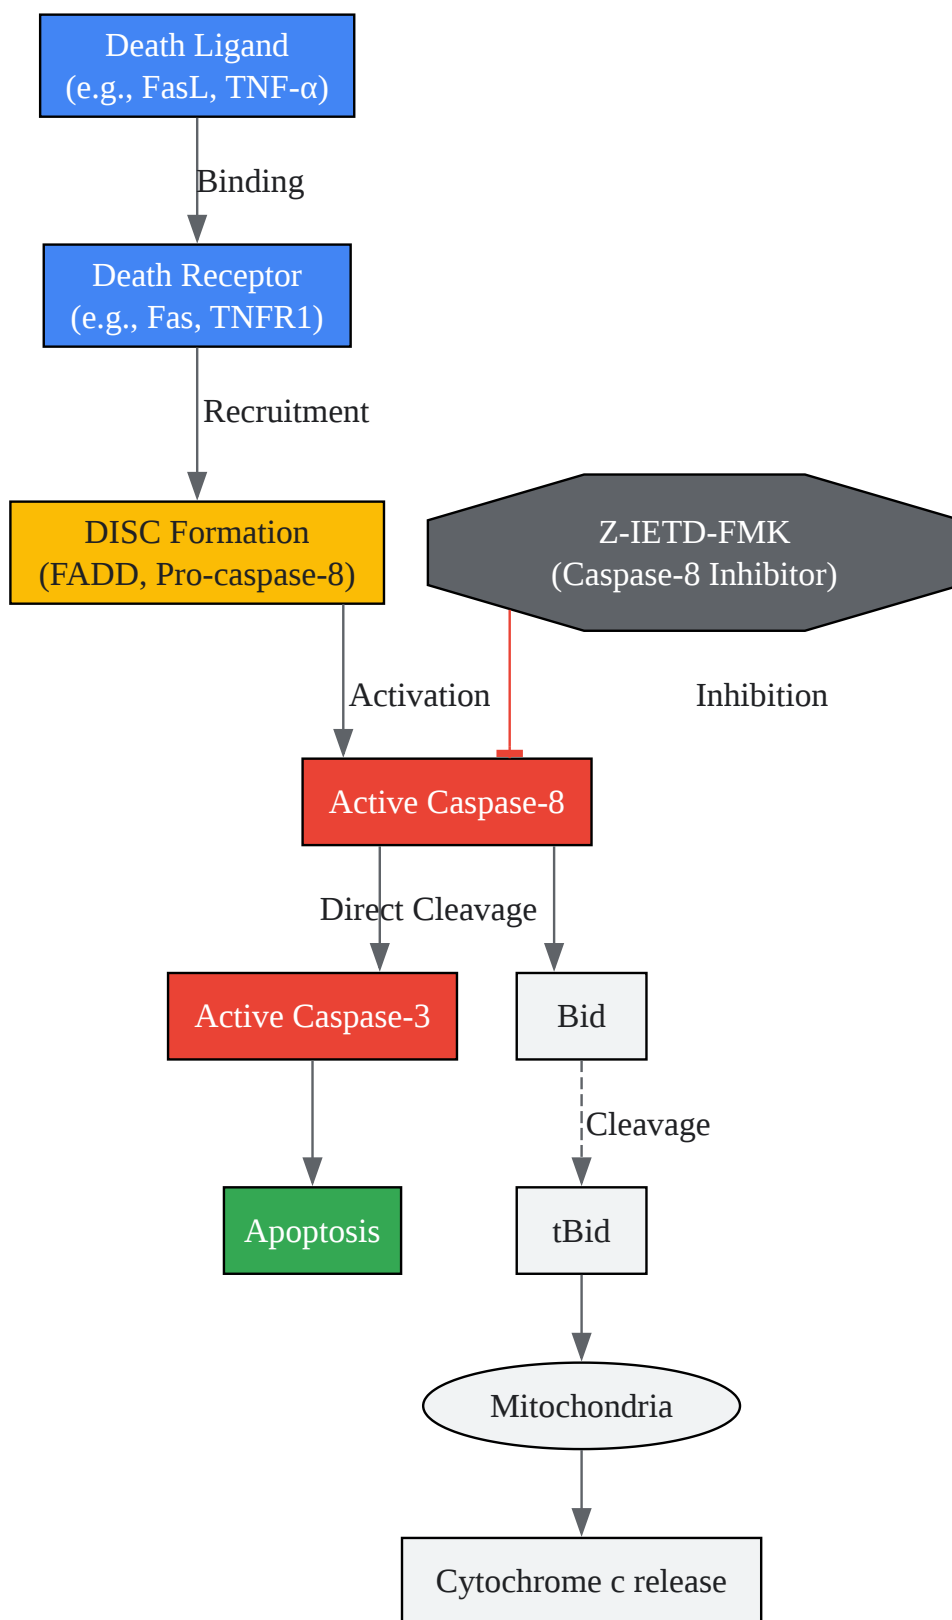 Death Ligand
(e.g., FasL, TNF-α)
Binding
Death Receptor
(e.g., Fas, TNFR1)
Recruitment
DISC Formation
(FADD, Pro-caspase-8)
Z-IETD-FMK
(Caspase-8 Inhibitor)
Activation
Inhibition
Active Caspase-8
Direct Cleavage
Active Caspase-3
Bid
Cleavage
Apoptosis
tBid
Mitochondria
Cytochrome c release